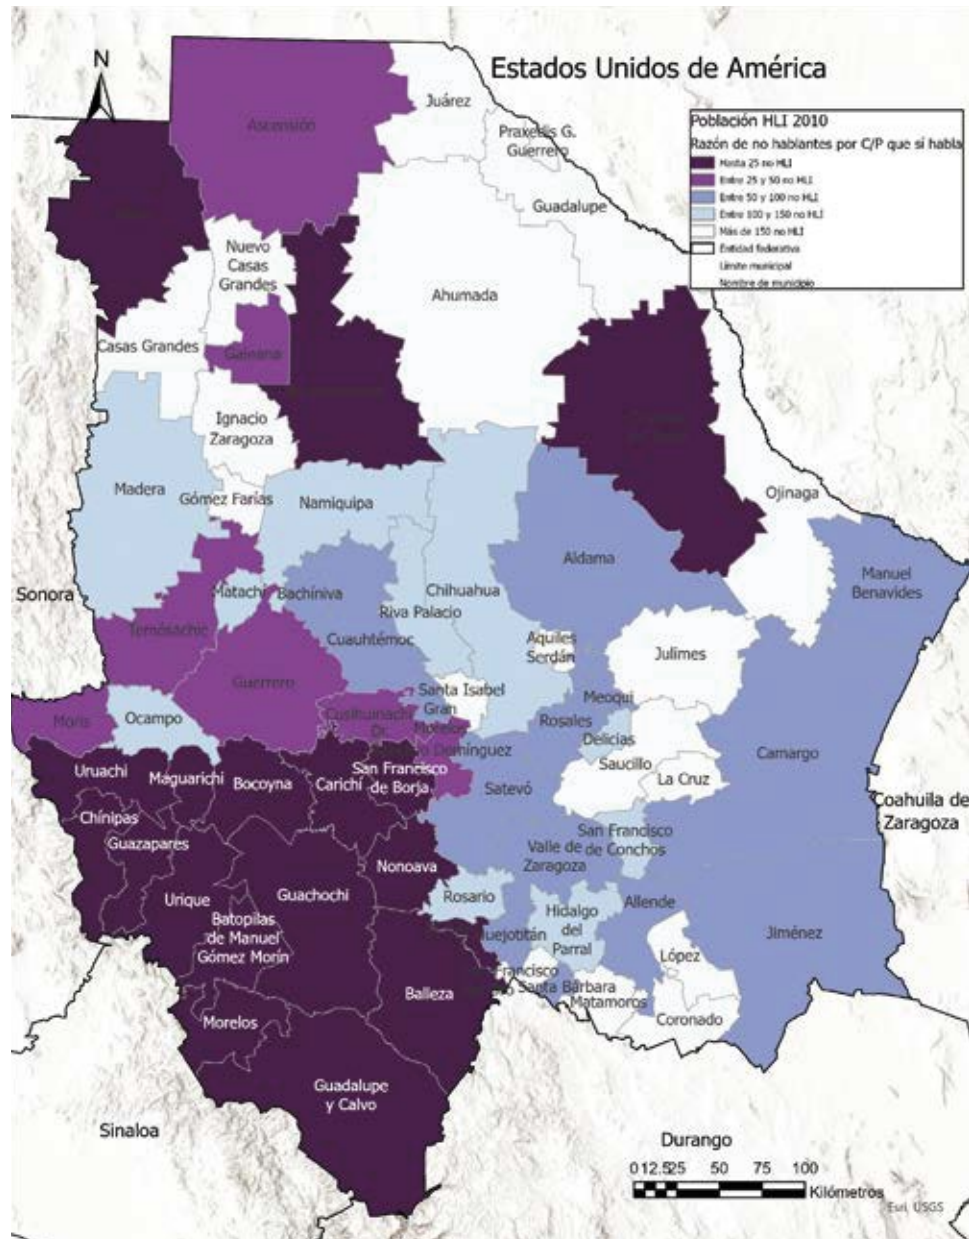 N
Estados Unidos de América
Población HLI 2010
Razón de no hablantes por C/P que sí habla
Hasta 25 no HLI
Entre 25 y 50 no HLI
Entre 50 y 100 no HLI
Entre 100 y 150 no HLI
Más de 150 no HLI
Entidad federativa
Límite municipal
Nombre de municipio
Ascensión
Juárez
Praxedis G.
Guerrero
Guadalupe
Nuevo
Casas
Grandes
Ahumada
Casas Grandes
Galeana
Ignacio
Zaragoza
Madera
Gómez Farías
Namiquipa
Ojinaga
Aldama
Manuel
Benavides
Sonora
Matachí
Bachíniva
Chihuahua
Riva Palacio
Temósachic
Cuauhtémoc
Aquiles
Serdán
Julimes
Guerrero
Santa Isabel
Meoqui
Moris
Ocampo
Cusihuiriachi
Gran
Morelos
Rosales
Dr.
Delicias
Domínguez
Camargo
Uruachi
Maguarichi
Bocoyna
Carichí
San Francisco
de Borja
Satevó
Saucillo
La Cruz
Coahuila de
Zaragoza
Chínipas
Guazapares
San Francisco
de Conchos
Valle de
Zaragoza
Nonoava
Urique
Guachochi
Rosario
Allende
Batopilas
de Manuel
Gómez Morín
Hidalgo
del
Parral
Jiménez
uejotitán
López
Francisco
Santa Bárbara
Balleza
Matamoros
Morelos
Coronado
Guadalupe
y Calvo
Sinaloa
Durango
0 12.5 25 50 75 100
Kilómetros
Esri, USGS